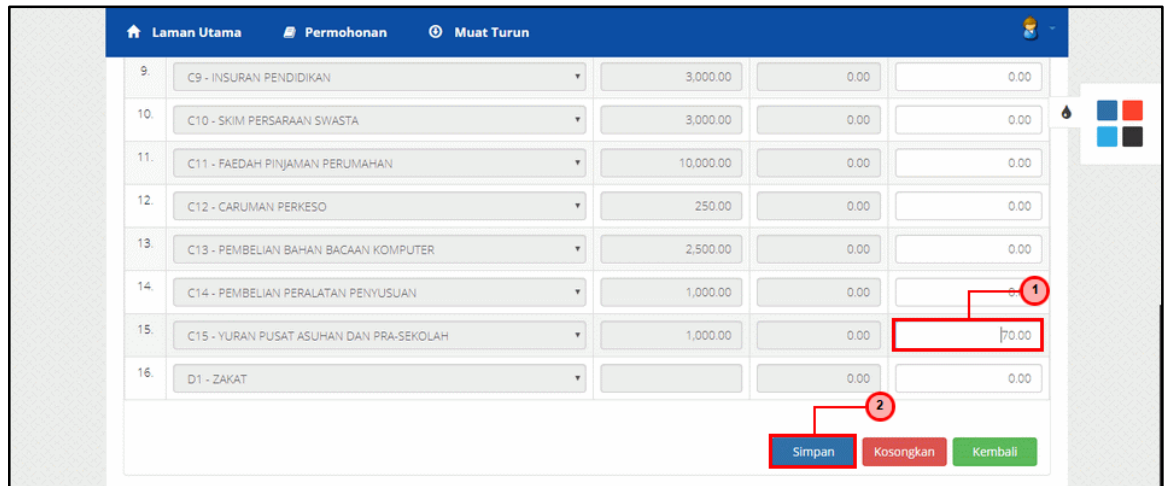 Laman Utama Permohonan Muat Turun
9. C9 - INSURAN PENDIDIKAN 3,000.00 0.00 0.00
10. C10 - SKIM PERSARAAN SWASTA 3,000.00 0.00 0.00
11. C11 - FAEDAH PINJAMAN PERUMAHAN 10,000.00 0.00 0.00
12. C12 - CARUMAN PERKESO 250.00 0.00 0.00
13. C13 - PEMBELIAN BAHAN BACAAN KOMPUTER 2,500.00 0.00 0.00
14. C14 - PEMBELIAN PERALATAN PENYUSUAN 1,000.00 0.00
1
15. C15 - YURAN PUSAT ASUHAN DAN PRA-SEKOLAH 1,000.00 0.00 70.00
16. D1 - ZAKAT 0.00 0.00
2
Simpan Kosongkan Kembali